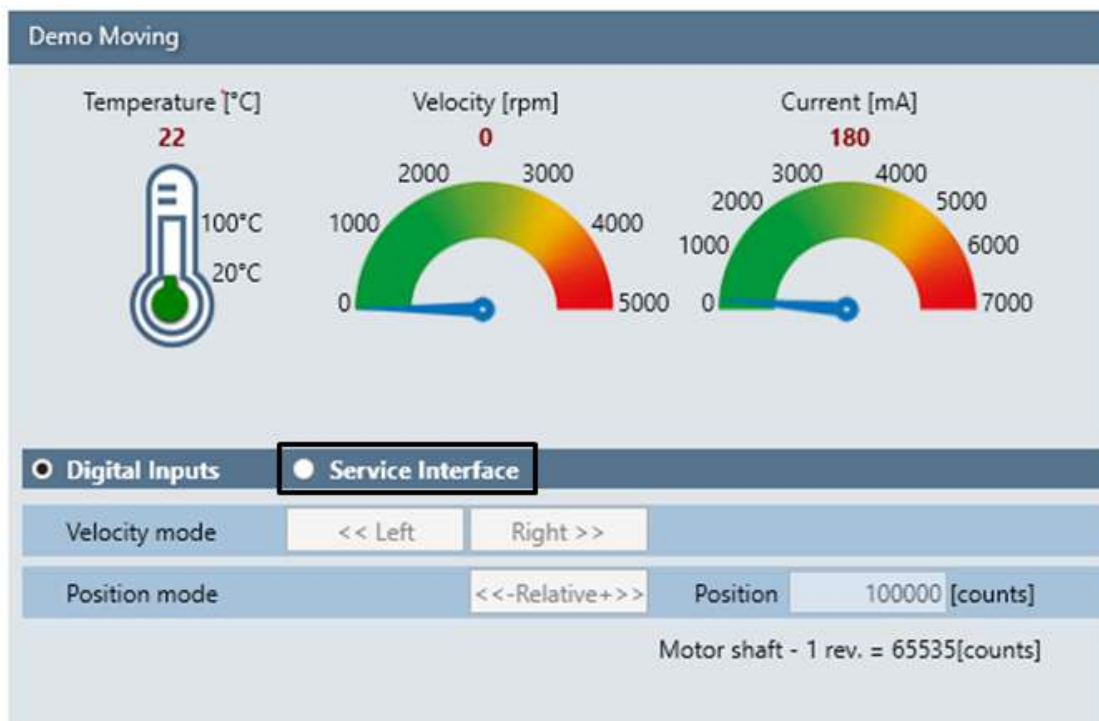 Demo Moving
Temperature [°C]
22
100°C
20°C
Velocity [rpm]
0
0
1000
2000
3000
4000
5000
Current [mA]
180
0
1000
2000
3000
4000
5000
6000
7000
Digital Inputs
Service Interface
Velocity mode
<< Left
Right >>
Position mode
<<-Relative+>>
Position
100000 [counts]
Motor shaft - 1 rev. = 65535[counts]